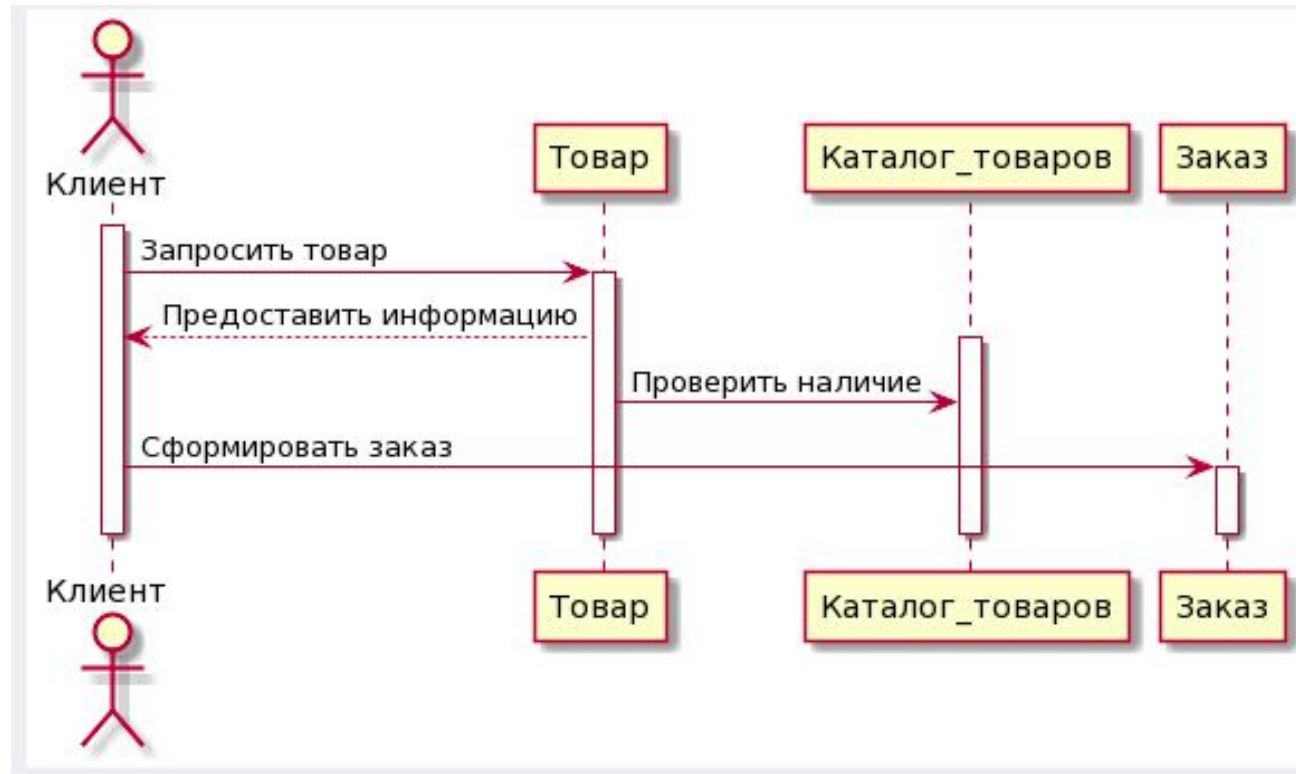 Клиент
Товар
Каталог_товаров
Заказ
Запросить товар
Предоставить информацию
Проверить наличие
Сформировать заказ
Клиент
Товар
Каталог_товаров
Заказ